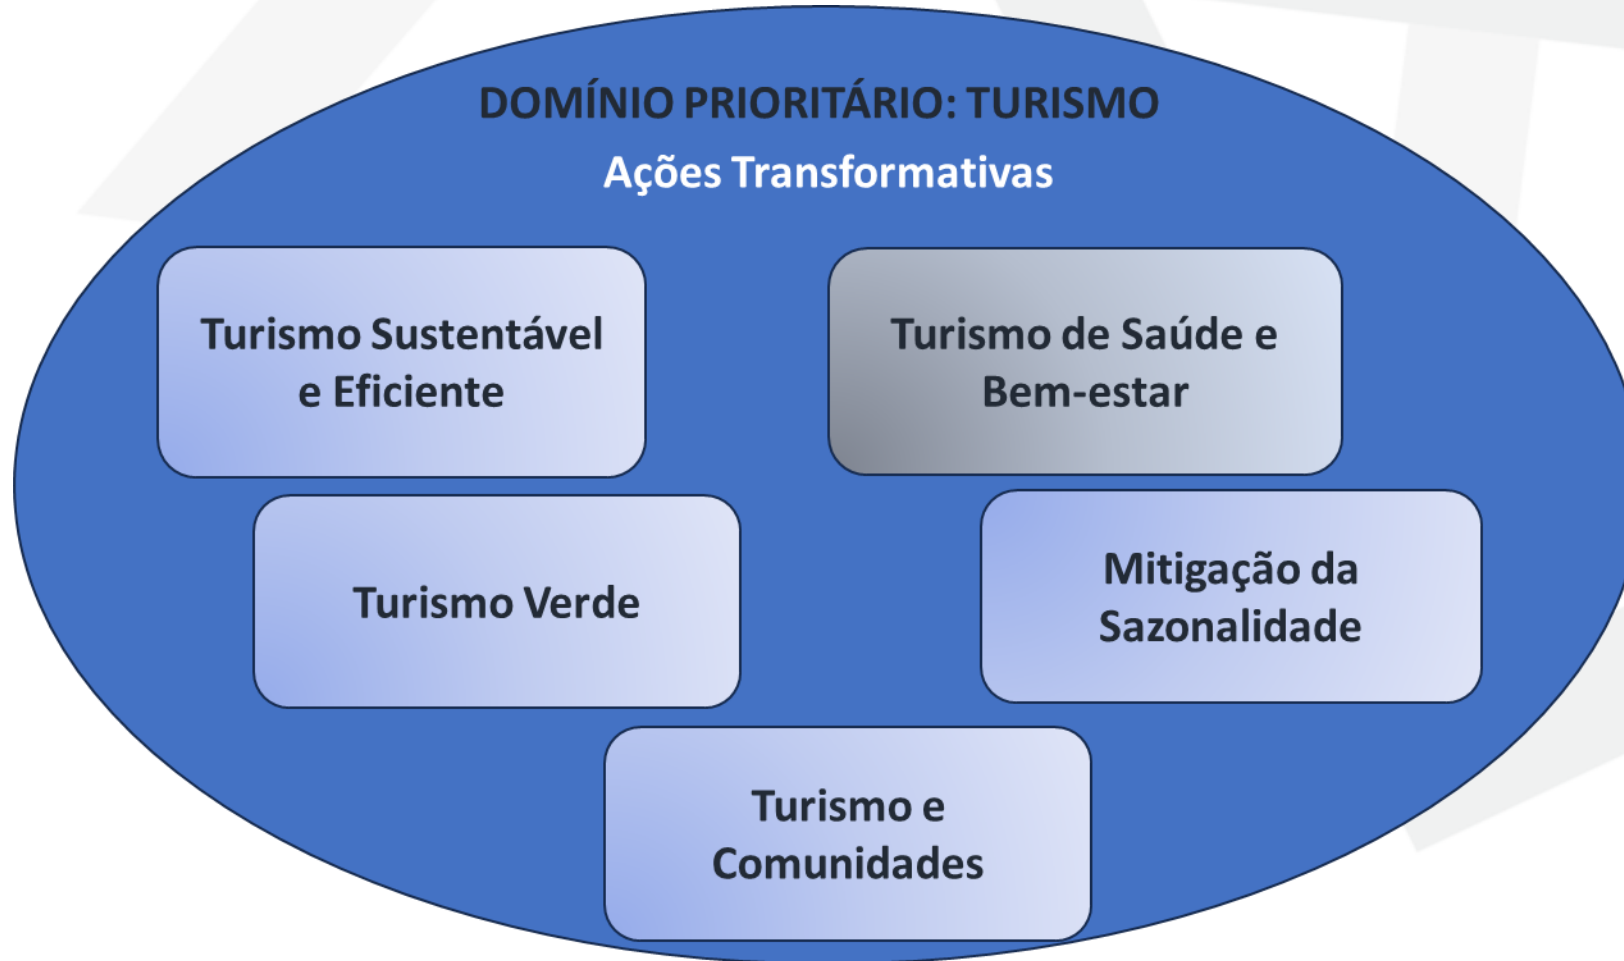 DOMÍNIO PRIORITÁRIO: TURISMO
Ações Transformativas
Turismo Sustentável
e Eficiente
Turismo de Saúde e
Bem-estar
Turismo Verde
Mitigação da
Sazonalidade
Turismo e
Comunidades